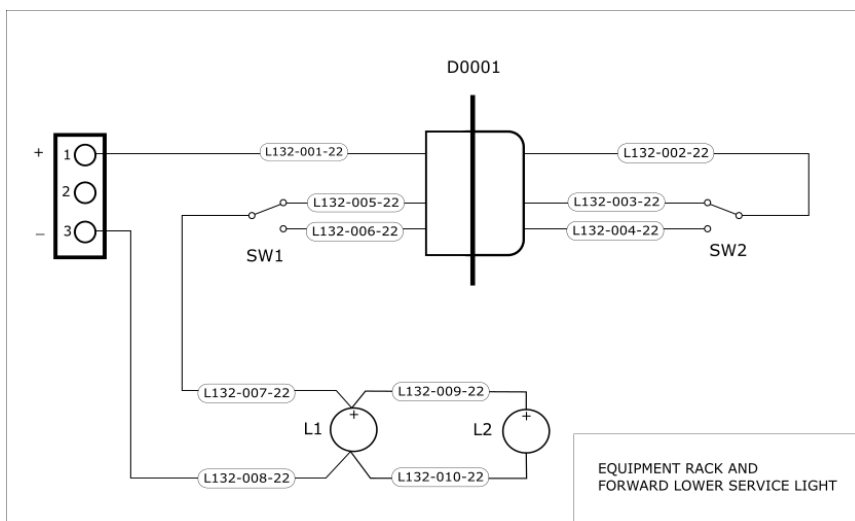 D0001
+
1
L132-001-22
L132-002-22
2
L132-005-22
L132-003-22
–
3
L132-006-22
L132-004-22
SW1
SW2
L132-007-22
L132-009-22
+
+
L1
L2
L132-008-22
L132-010-22
EQUIPMENT RACK AND
FORWARD LOWER SERVICE LIGHT